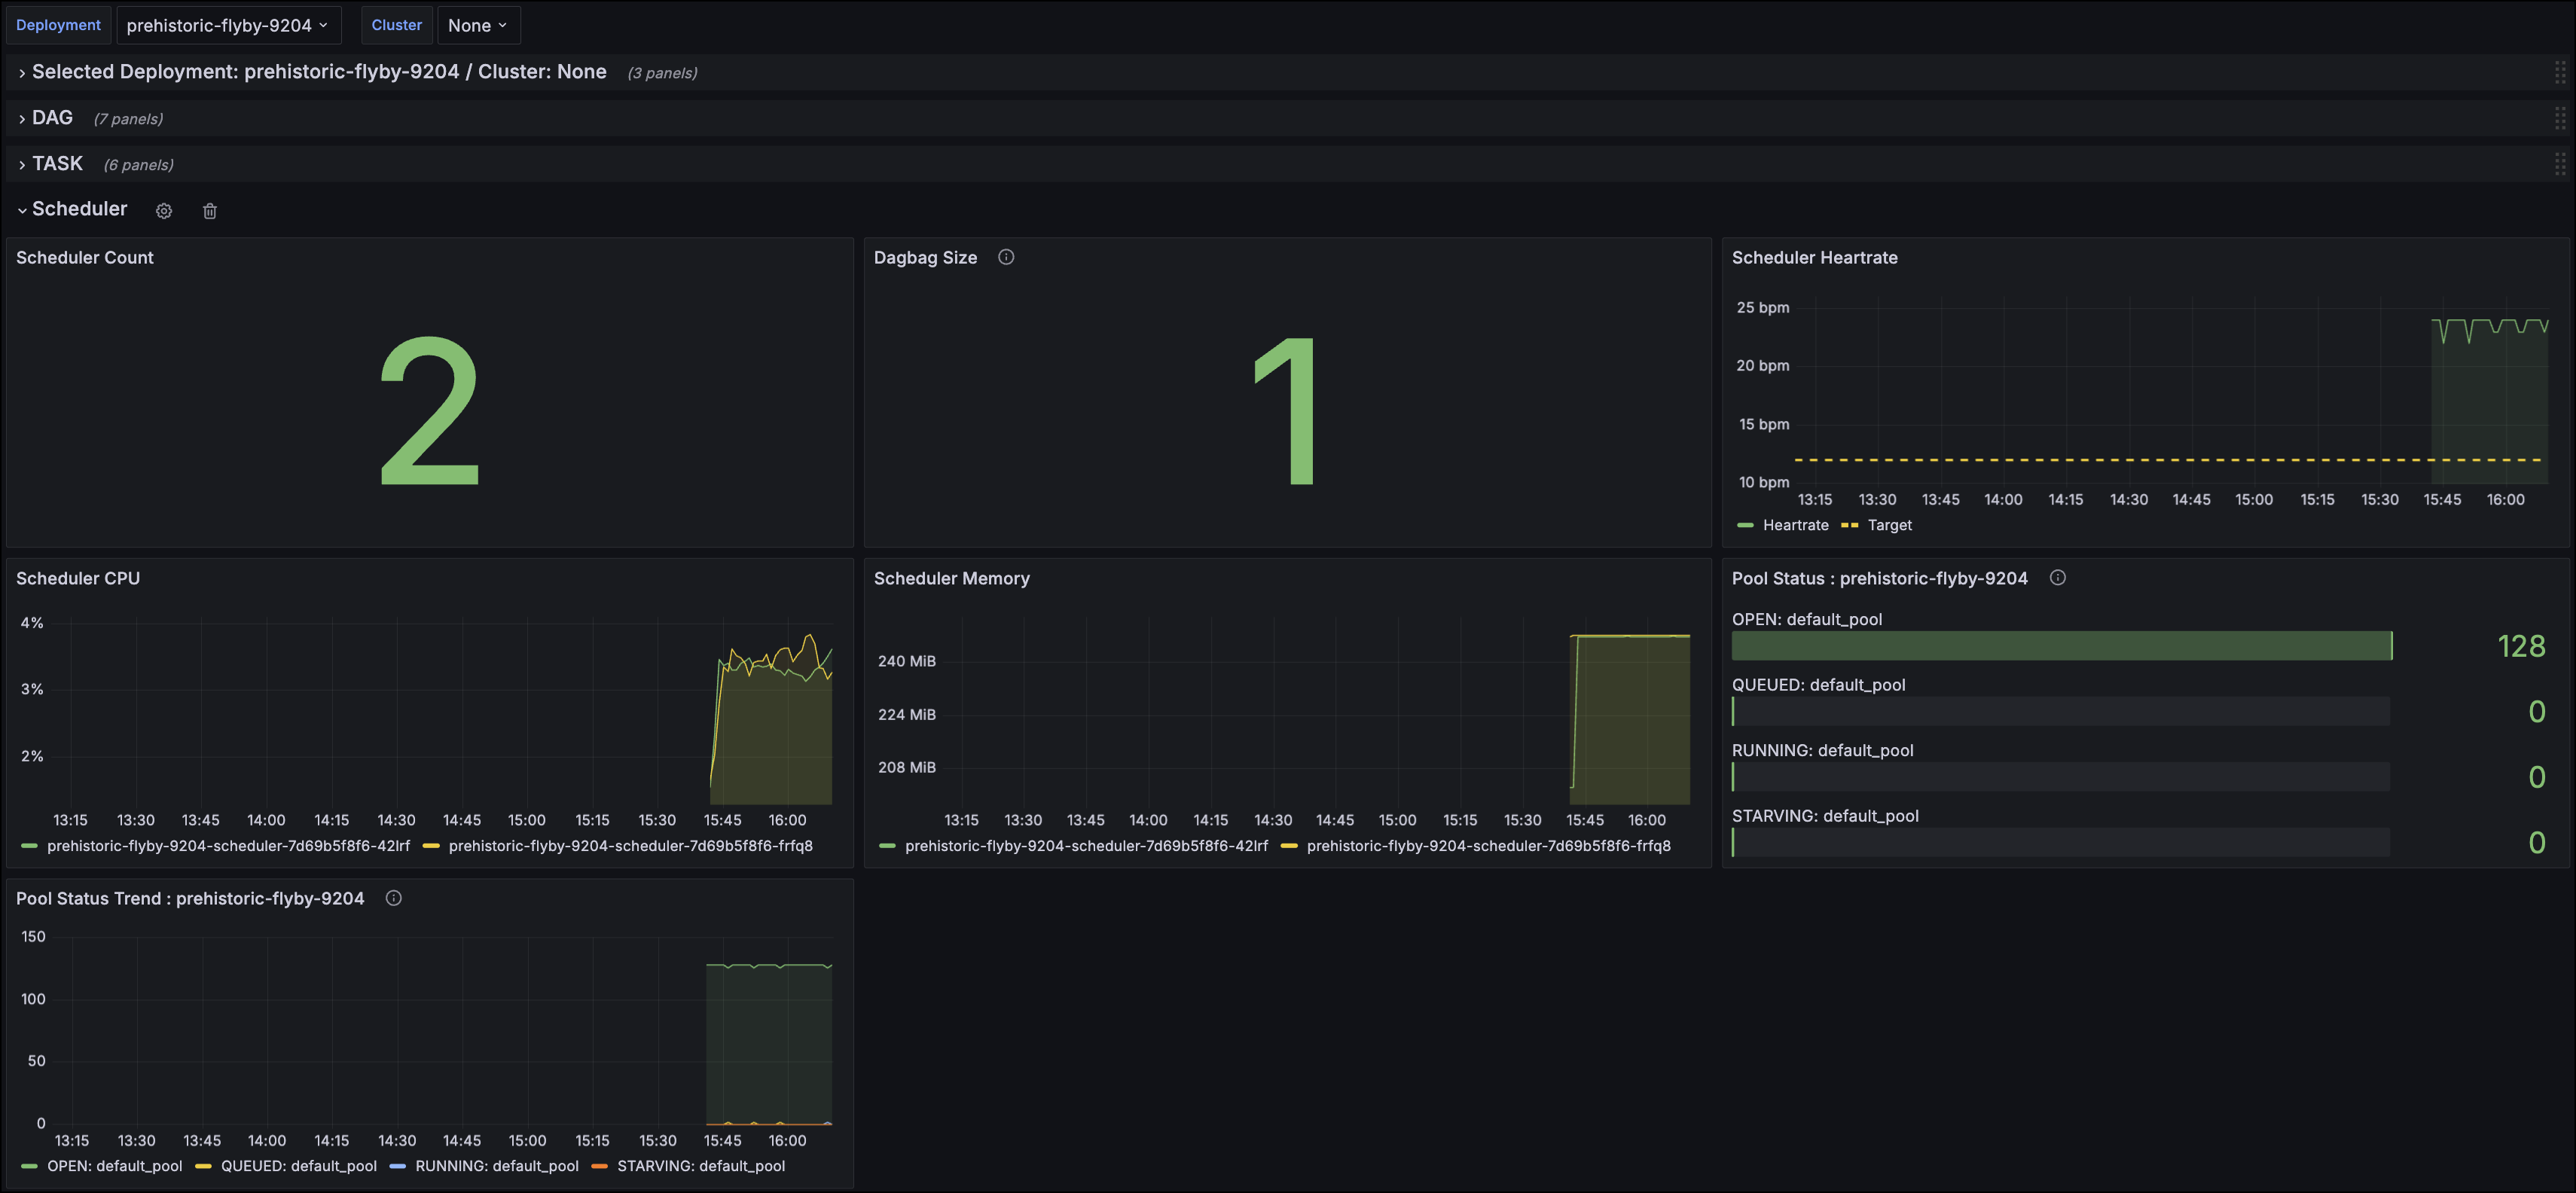 Deployment prehistoric-flyby-9204 Cluster None
Selected Deployment: prehistoric-flyby-9204 / Cluster: None (3 panels)
DAG (7 panels)
TASK (6 panels)
Scheduler
Scheduler Count
2
Dagbag Size
1
Scheduler Heartrate
25 bpm
20 bpm
15 bpm
10 bpm
13:15 13:30 13:45 14:00 14:15 14:30 14:45 15:00 15:15 15:30 15:45 16:00
Heartrate Target
Scheduler CPU
4%
3%
2%
13:15 13:30 13:45 14:00 14:15 14:30 14:45 15:00 15:15 15:30 15:45 16:00
prehistoric-flyby-9204-scheduler-7d69b5f8f6-42lrf prehistoric-flyby-9204-scheduler-7d69b5f8f6-frfq8
Scheduler Memory
240 MiB
224 MiB
208 MiB
13:15 13:30 13:45 14:00 14:15 14:30 14:45 15:00 15:15 15:30 15:45 16:00
prehistoric-flyby-9204-scheduler-7d69b5f8f6-42lrf prehistoric-flyby-9204-scheduler-7d69b5f8f6-frfq8
Pool Status : prehistoric-flyby-9204
OPEN: default_pool
128
QUEUED: default_pool
0
RUNNING: default_pool
0
STARVING: default_pool
0
Pool Status Trend : prehistoric-flyby-9204
150
100
50
0
13:15 13:30 13:45 14:00 14:15 14:30 14:45 15:00 15:15 15:30 15:45 16:00
OPEN: default_pool QUEUED: default_pool RUNNING: default_pool STARVING: default_pool